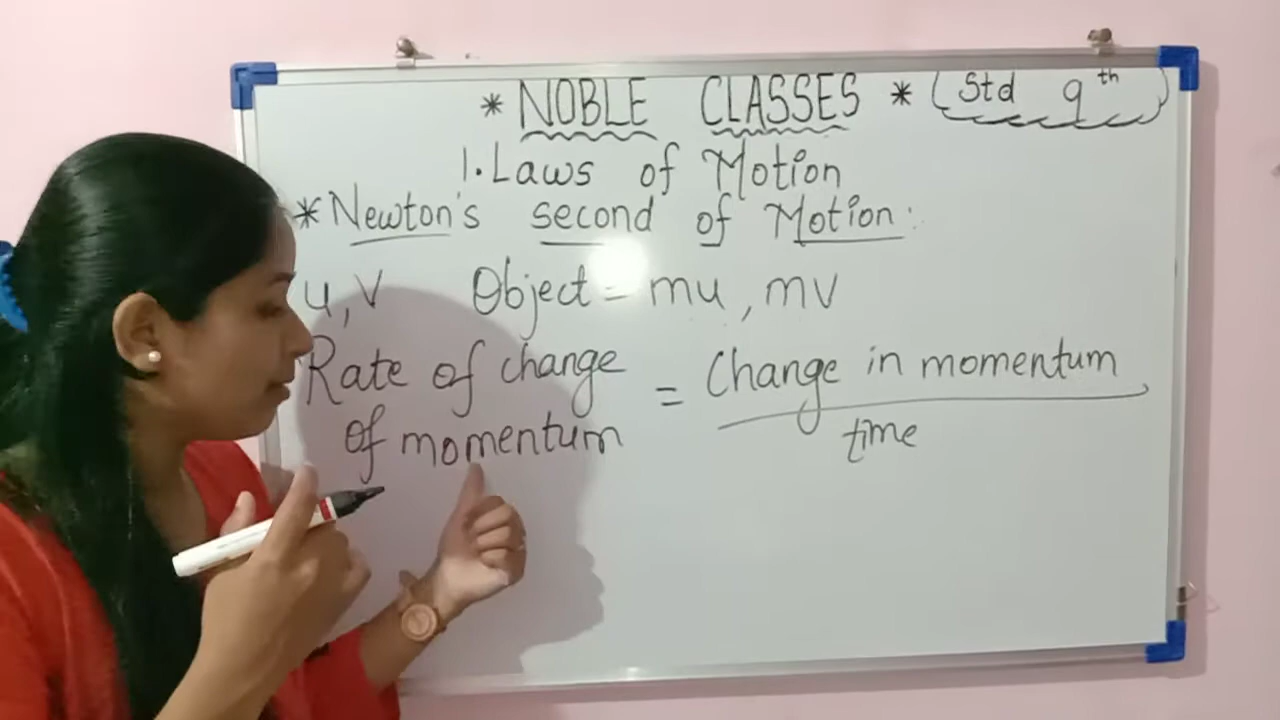 * NOBLE CLASSES * (Std 9th)
1. Laws of Motion
* Newton's second of Motion:
u, v Object = mu, mv
Rate of change of momentum = Change in momentum / time